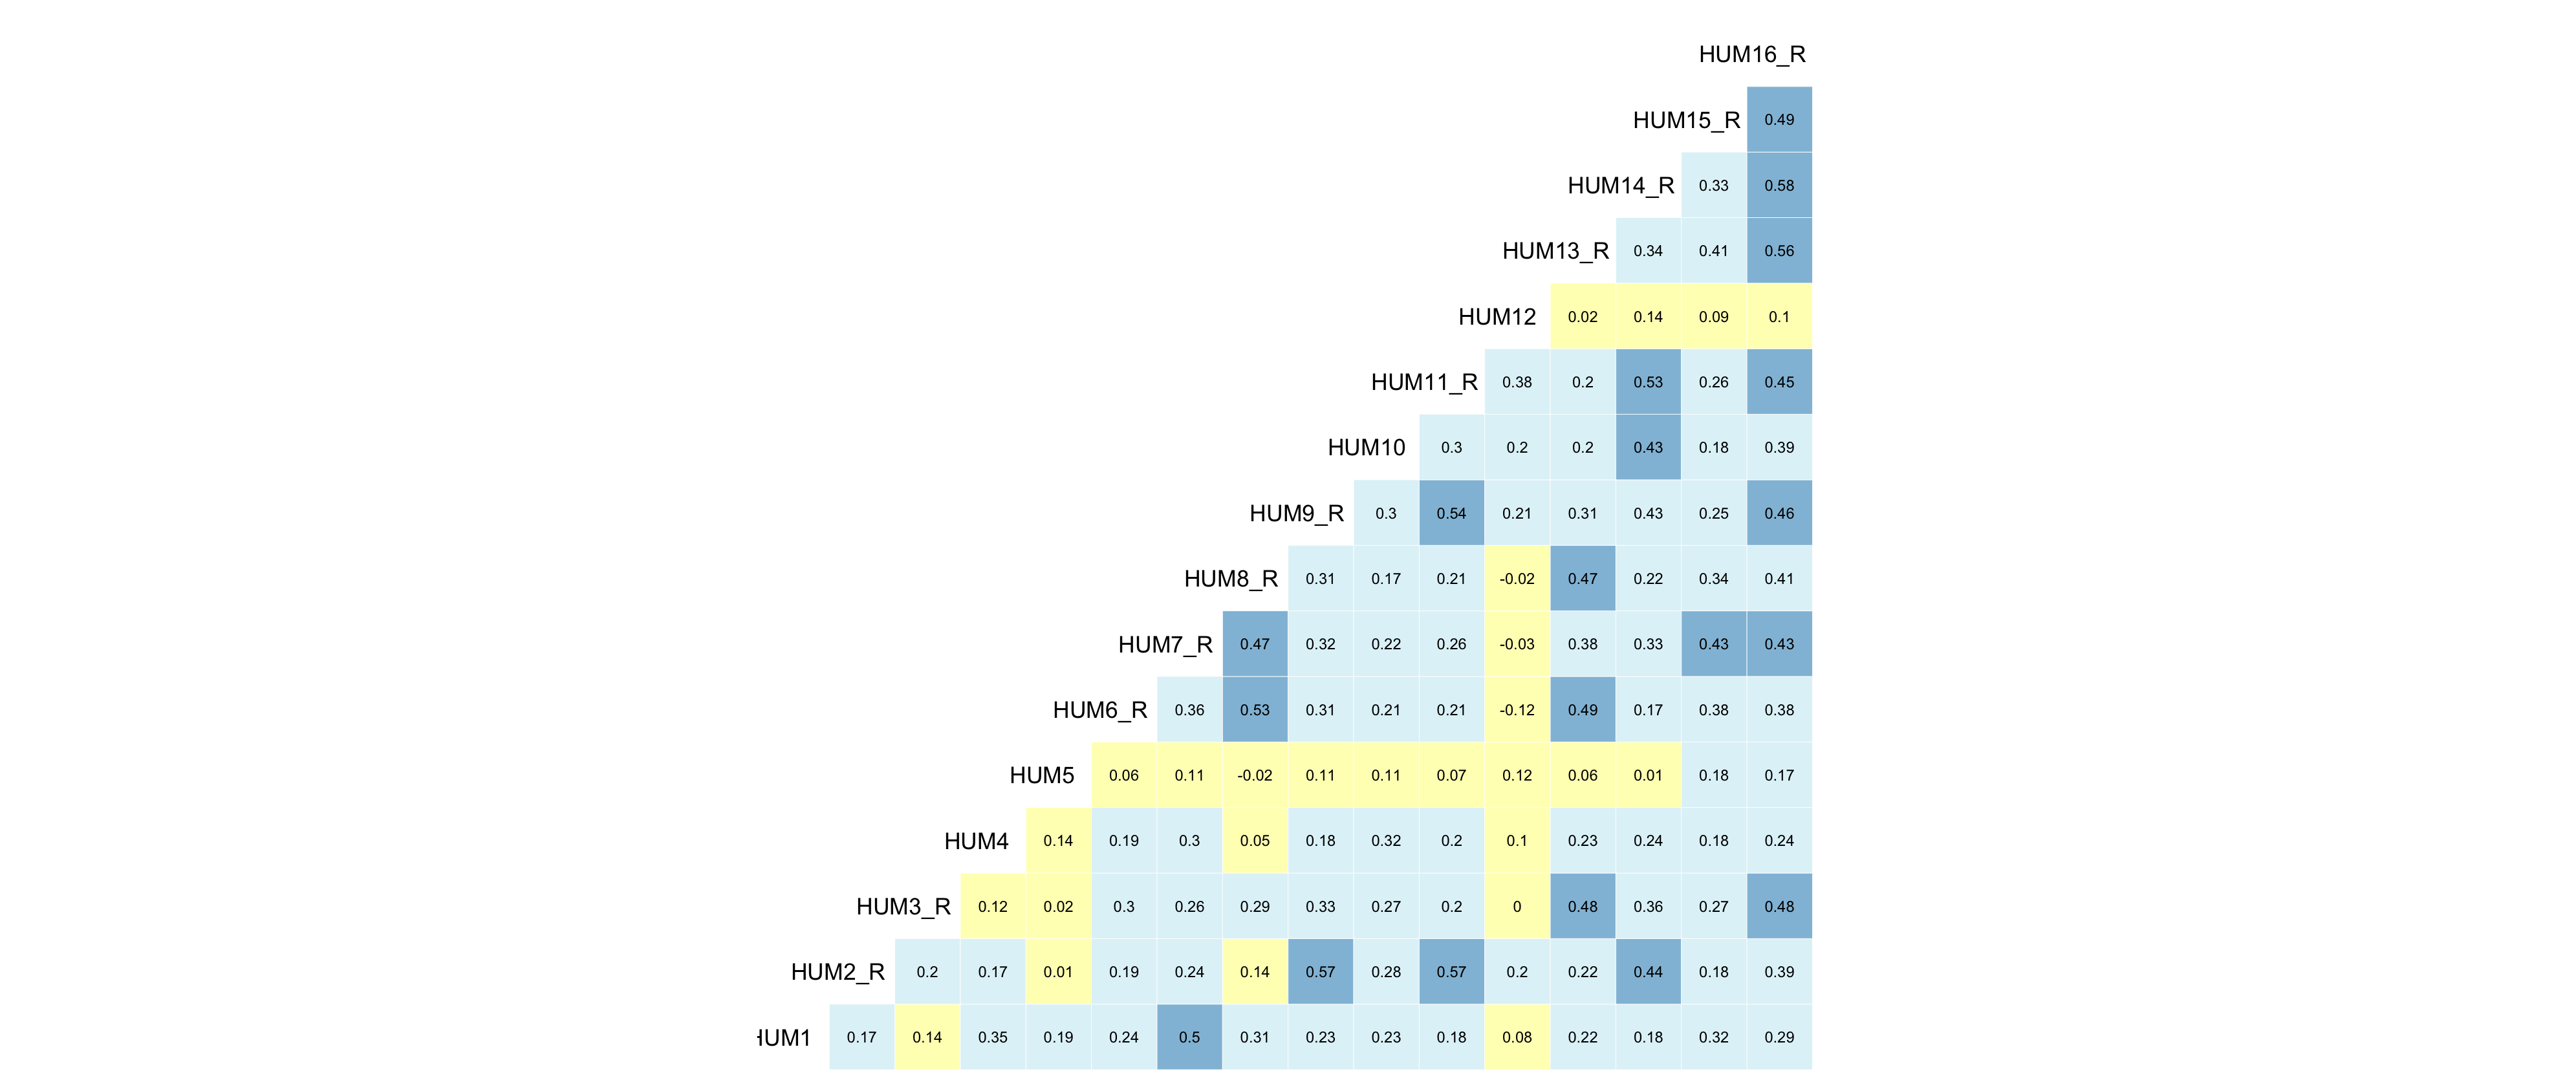 HUM16_R
HUM15_R 0.49
HUM14_R 0.33 0.58
HUM13_R 0.34 0.41 0.56
HUM12 0.02 0.14 0.09 0.1
HUM11_R 0.38 0.2 0.53 0.26 0.45
HUM10 0.3 0.2 0.2 0.43 0.18 0.39
HUM9_R 0.3 0.54 0.21 0.31 0.43 0.25 0.46
HUM8_R 0.31 0.17 0.21 -0.02 0.47 0.22 0.34 0.41
HUM7_R 0.47 0.32 0.22 0.26 -0.03 0.38 0.33 0.43 0.43
HUM6_R 0.36 0.53 0.31 0.21 0.21 -0.12 0.49 0.17 0.38 0.38
HUM5 0.06 0.11 -0.02 0.11 0.11 0.07 0.12 0.06 0.01 0.18 0.17
HUM4 0.14 0.19 0.3 0.05 0.18 0.32 0.2 0.1 0.23 0.24 0.18 0.24
HUM3_R 0.12 0.02 0.3 0.26 0.29 0.33 0.27 0.2 0 0.48 0.36 0.27 0.48
HUM2_R 0.2 0.17 0.01 0.19 0.24 0.14 0.57 0.28 0.57 0.2 0.22 0.44 0.18 0.39
HUM1 0.17 0.14 0.35 0.19 0.24 0.5 0.31 0.23 0.23 0.18 0.08 0.22 0.18 0.32 0.29